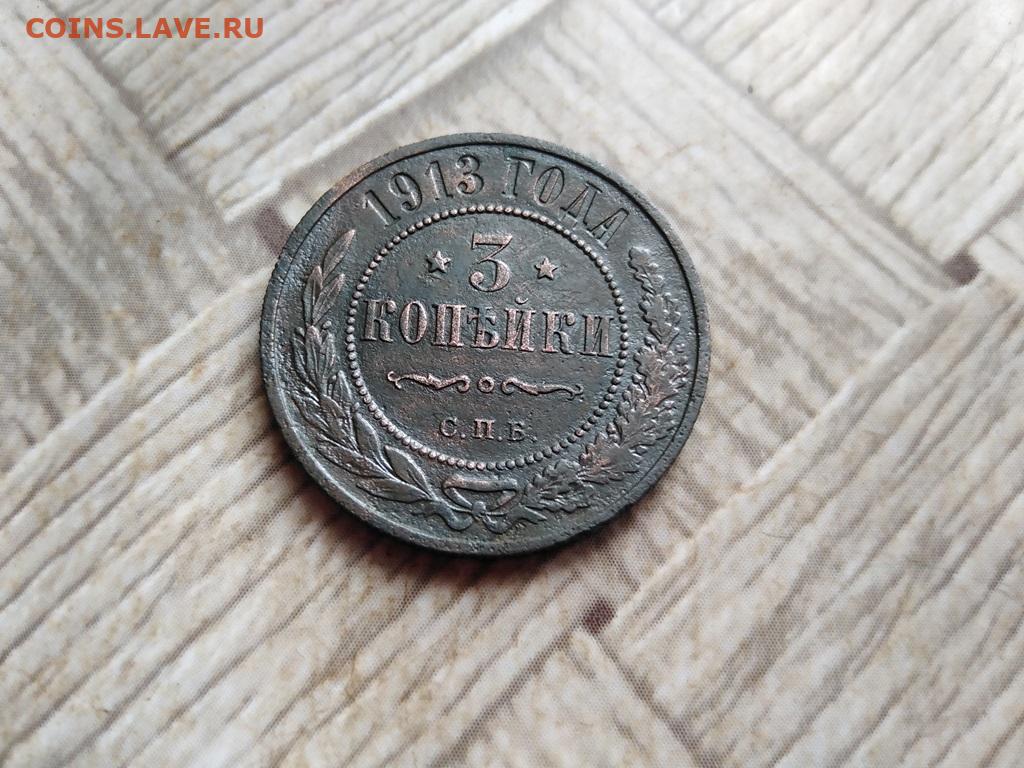 COINS.LAVE.RU
1913 ГОДА
3
КОПѢЙКИ
С.П.Б.